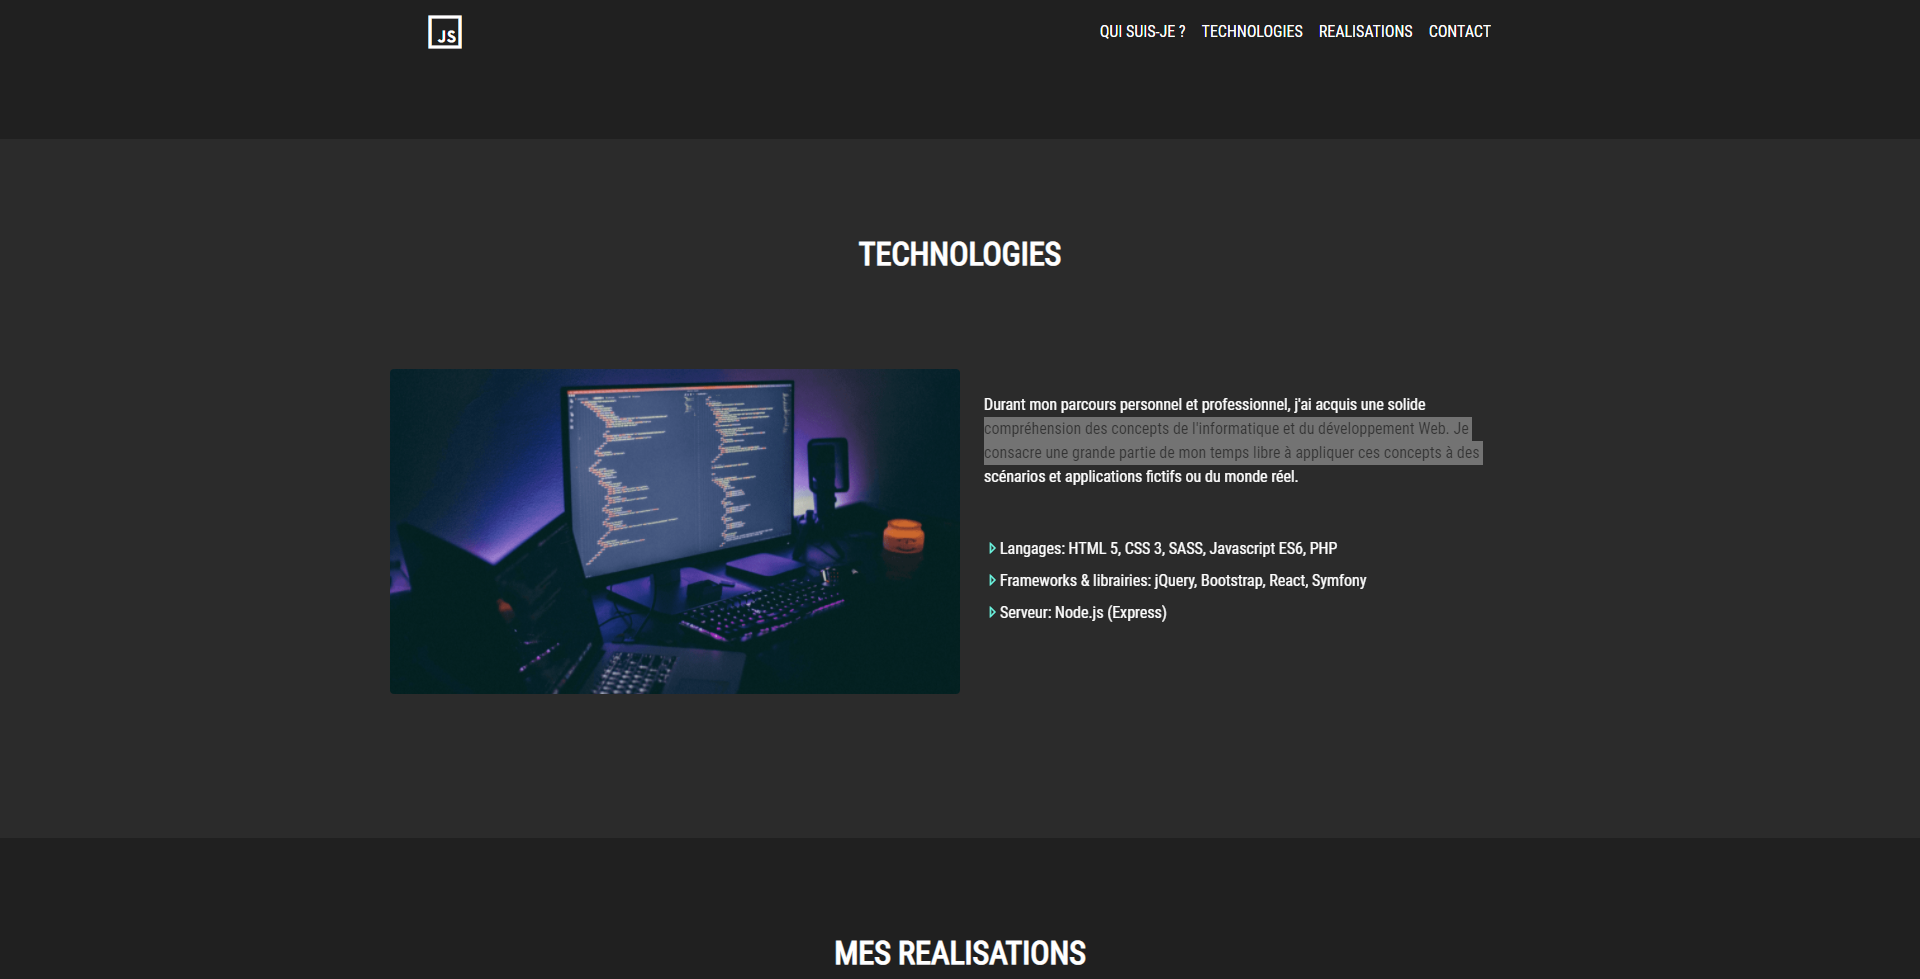 JS
QUI SUIS-JE ? TECHNOLOGIES REALISATIONS CONTACT
TECHNOLOGIES
Durant mon parcours personnel et professionnel, j'ai acquis une solide
compréhension des concepts de l'informatique et du développement Web. Je
consacre une grande partie de mon temps libre à appliquer ces concepts à des
scénarios et applications fictifs ou du monde réel.
Langages: HTML 5, CSS 3, SASS, Javascript ES6, PHP
Frameworks & librairies: jQuery, Bootstrap, React, Symfony
Serveur: Node.js (Express)
MES REALISATIONS